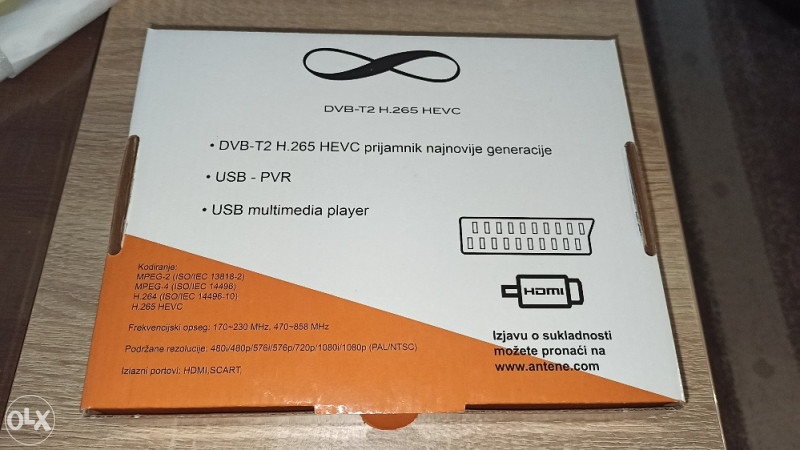 DVB-T2 H.265 HEVC
• DVB-T2 H.265 HEVC prijamnik najnovije generacije
• USB - PVR
• USB multimedia player
HDMI
Kodiranje:
MPEG-2 (ISO/IEC 13818-2)
MPEG-4 (ISO/IEC 14496)
H.264 (ISO/IEC 14496-10)
H.265 HEVC
Frekvencijski opseg: 170~230 MHz, 470~858 MHz
Podržane rezolucije: 480i/480p/576i/576p/720p/1080i/1080p (PAL/NTSC)
Izlazni portovi: HDMI,SCART
Izjavu o sukladnosti
možete pronaći na
www.antene.com
OLX